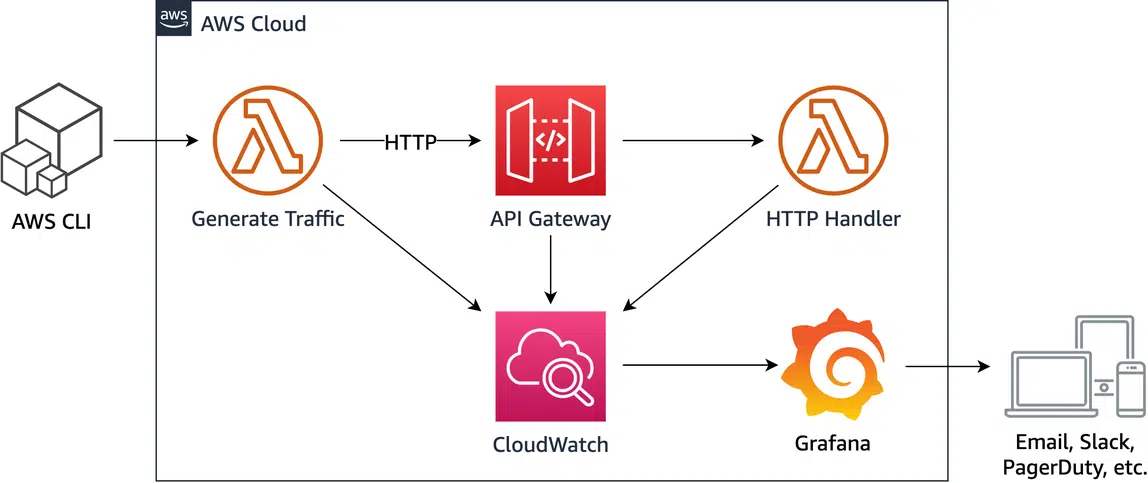 aws
AWS Cloud
HTTP
</>
AWS CLI
Generate Traffic
API Gateway
HTTP Handler
CloudWatch
Grafana
Email, Slack,
PagerDuty, etc.